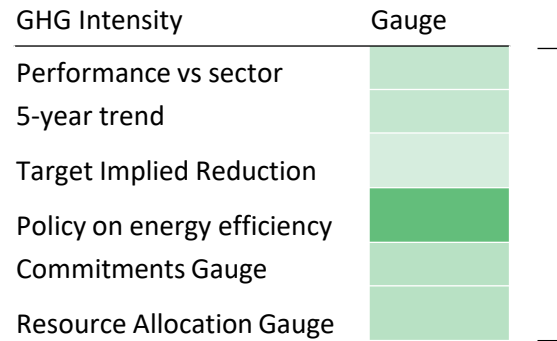 GHG Intensity Gauge
Performance vs sector
5-year trend
Target Implied Reduction
Policy on energy efficiency
Commitments Gauge
Resource Allocation Gauge